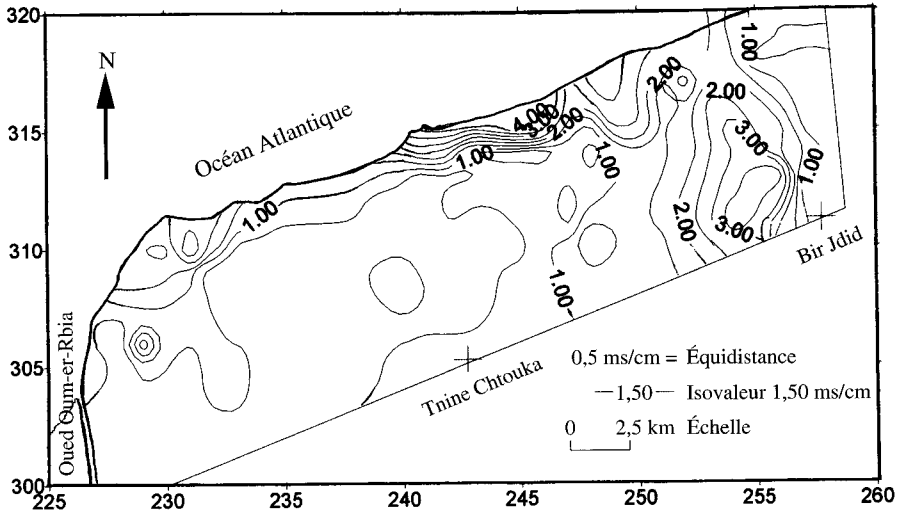 320
N
Océan Atlantique
1.00
2.00
2.00
4.00
3.00
2.00
315
3.00
1.00
1.00
1.00
1.00
2.00
3.00
310
Bir Jdid
1.00
305
0,5 ms/cm = Équidistance
Tnine Chtouka
1,50 Isovaleur 1,50 ms/cm
0 2,5 km Échelle
Oued Oum-er-Rbia
300
225 230 235 240 245 250 255 260